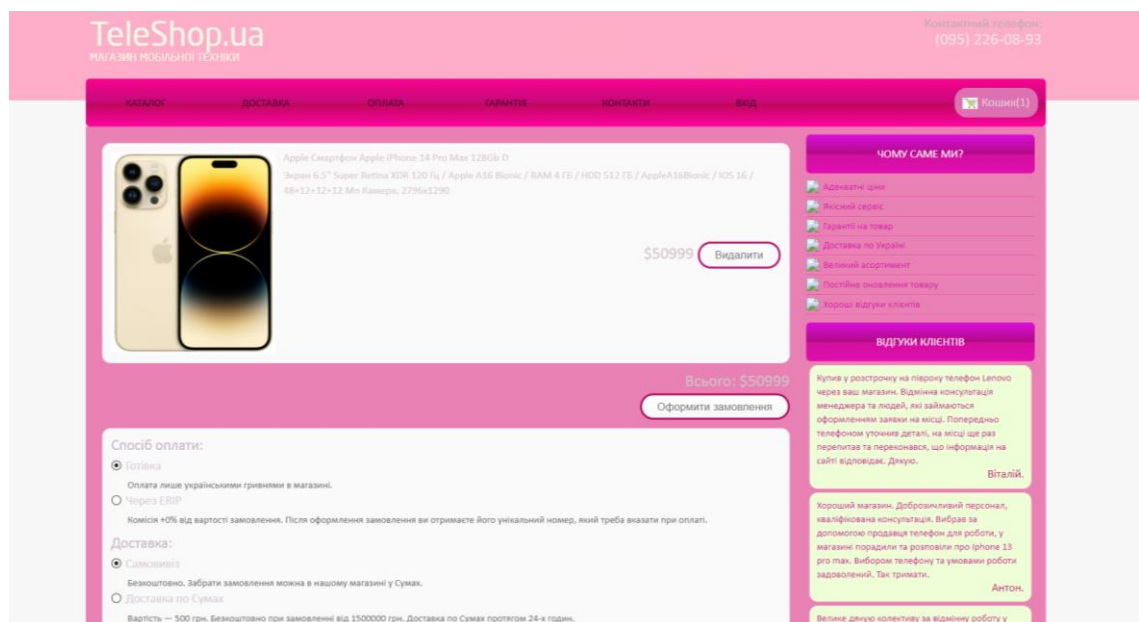 TeleShop.ua
МАГАЗИН МОБІЛЬНОЇ ТЕХНІКИ
Контактний телефон:
(095) 226-08-93
КАТАЛОГ ДОСТАВКА ОПЛАТА ГАРАНТІЯ КОНТАКТИ ВХІД
Кошик(1)
Apple Смартфон Apple iPhone 14 Pro Max 128Gb D
Экран 6.5" Super Retina XDR 120 Гц / Apple A16 Bionic / RAM 4 ГБ / HDD 512 ГБ / AppleA16Bionic / IOS 16 /
48+12+12+12 Мп Камера, 2796x1290
$50999
Видалити
Всього: $50999
Оформити замовлення
Спосіб оплати:
Готівка
Оплата лише українськими гривнями в магазині.
Через ERIP
Комісія +0% від вартості замовлення. Після оформлення замовлення ви отримаєте його унікальний номер, який треба вказати при оплаті.
Доставка:
Самовивіз
Безкоштовно. Забрати замовлення можна в нашому магазині у Сумах.
Доставка по Сумах
Вартість — 500 грн. Безкоштовно при замовленні від 1500000 грн. Доставка по Сумах протягом 24-х годин.
ЧОМУ САМЕ МИ?
Адекватні ціни
Якісний сервіс
Гарантії на товар
Доставка по Україні
Великий асортимент
Постійне оновлення товару
Хороші відгуки клієнтів
ВІДГУКИ КЛІЄНТІВ
Купив у розстрочку на півроку телефон Lenovo
через ваш магазин. Відмінна консультація
менеджера та людей, які займаються
оформленням заявки на місці. Попередньо
телефоном уточнив деталі, на місці ще раз
перепитав та переконався, що інформація на
сайті відповідає. Дякую.
Віталій.
Хороший магазин. Доброзичливий персонал,
кваліфікована консультація. Вибрав за
допомогою продавця телефон для роботи, у
магазині порадили та розповіли про Iphone 13
pro max. Вибором телефону та умовами роботи
задоволений. Так тримати.
Антон.
Велике дякую колективу за відмінну роботу у